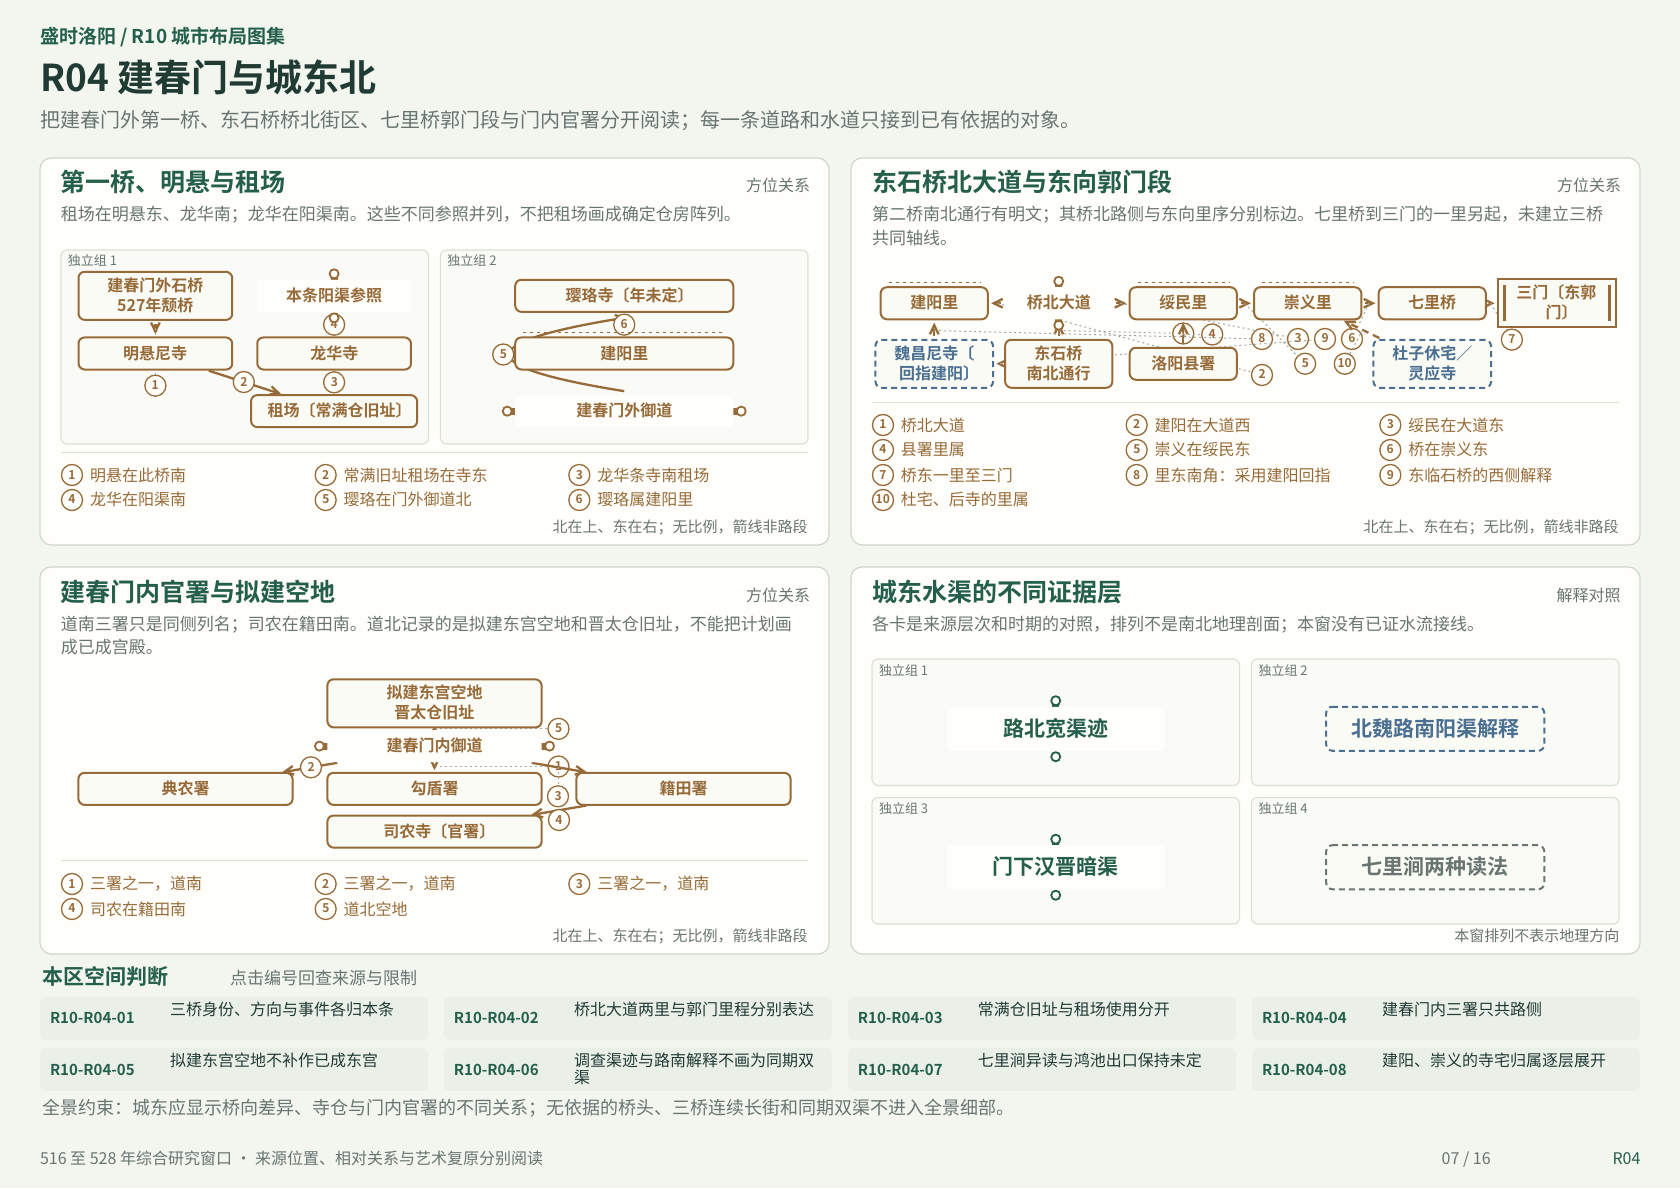 盛时洛阳 / R10 城市布局图集
R04 建春门与城东北
把建春门外第一桥、东石桥桥北街区、七里桥郭门段与门内官署分开阅读；每一条道路和水道只接到已有依据的对象。
第一桥、明悬与租场
方位关系
租场在明悬东、龙华南；龙华在阳渠南。这些不同参照并列，不把租场画成确定仓房阵列。
独立组 1
建春门外石桥
527年颓桥
本条阳渠参照
4
明悬尼寺
龙华寺
1
2
3
租场〔常满仓旧址〕
独立组 2
璎珞寺〔年未定〕
6
5
建阳里
建春门外御道
1 明悬在此桥南
2 常满旧址租场在寺东
3 龙华条寺南租场
4 龙华在阳渠南
5 璎珞在门外御道北
6 璎珞属建阳里
北在上、东在右；无比例，箭线非路段
东石桥北大道与东向郭门段
方位关系
第二桥南北通行有明文；其桥北路侧与东向里序分别标边。七里桥到三门的一里另起，未建立三桥
共同轴线。
建阳里
桥北大道
绥民里
崇义里
七里桥
三门〔东郭
门〕
1
4
8
3
9
6
7
魏昌尼寺〔
回指建阳〕
东石桥
南北通行
洛阳县署
2
5
10
杜子休宅／
灵应寺
1 桥北大道
2 建阳在大道西
3 绥民在大道东
4 县署里属
5 崇义在绥民东
6 桥在崇义东
7 桥东一里至三门
8 里东南角：采用建阳回指
9 东临石桥的西侧解释
10 杜宅、后寺的里属
北在上、东在右；无比例，箭线非路段
建春门内官署与拟建空地
方位关系
道南三署只是同侧列名；司农在籍田南。道北记录的是拟建东宫空地和晋太仓旧址，不能把计划画
成已成宫殿。
拟建东宫空地
晋太仓旧址
5
建春门内御道
2
1
典农署
勾盾署
3
籍田署
4
司农寺〔官署〕
1 三署之一，道南
2 三署之一，道南
3 三署之一，道南
4 司农在籍田南
5 道北空地
北在上、东在右；无比例，箭线非路段
城东水渠的不同证据层
解释对照
各卡是来源层次和时期的对照，排列不是南北地理剖面；本窗没有已证水流接线。
独立组 1
路北宽渠迹
独立组 2
北魏路南阳渠解释
独立组 3
门下汉晋暗渠
独立组 4
七里涧两种读法
本窗排列不表示地理方向
本区空间判断
点击编号回查来源与限制
R10-R04-01 三桥身份、方向与事件各归本条
R10-R04-02 桥北大道两里与郭门里程分别表达
R10-R04-03 常满仓旧址与租场使用分开
R10-R04-04 建春门内三署只共路侧
R10-R04-05 拟建东宫空地不补作已成东宫
R10-R04-06 调查渠迹与路南解释不画为同期双
渠
R10-R04-07 七里涧异读与鸿池出口保持未定
R10-R04-08 建阳、崇义的寺宅归属逐层展开
全景约束：城东应显示桥向差异、寺仓与门内官署的不同关系；无依据的桥头、三桥连续长街和同期双渠不进入全景细部。
516 至 528 年综合研究窗口 · 来源位置、相对关系与艺术复原分别阅读
07 / 16
R04